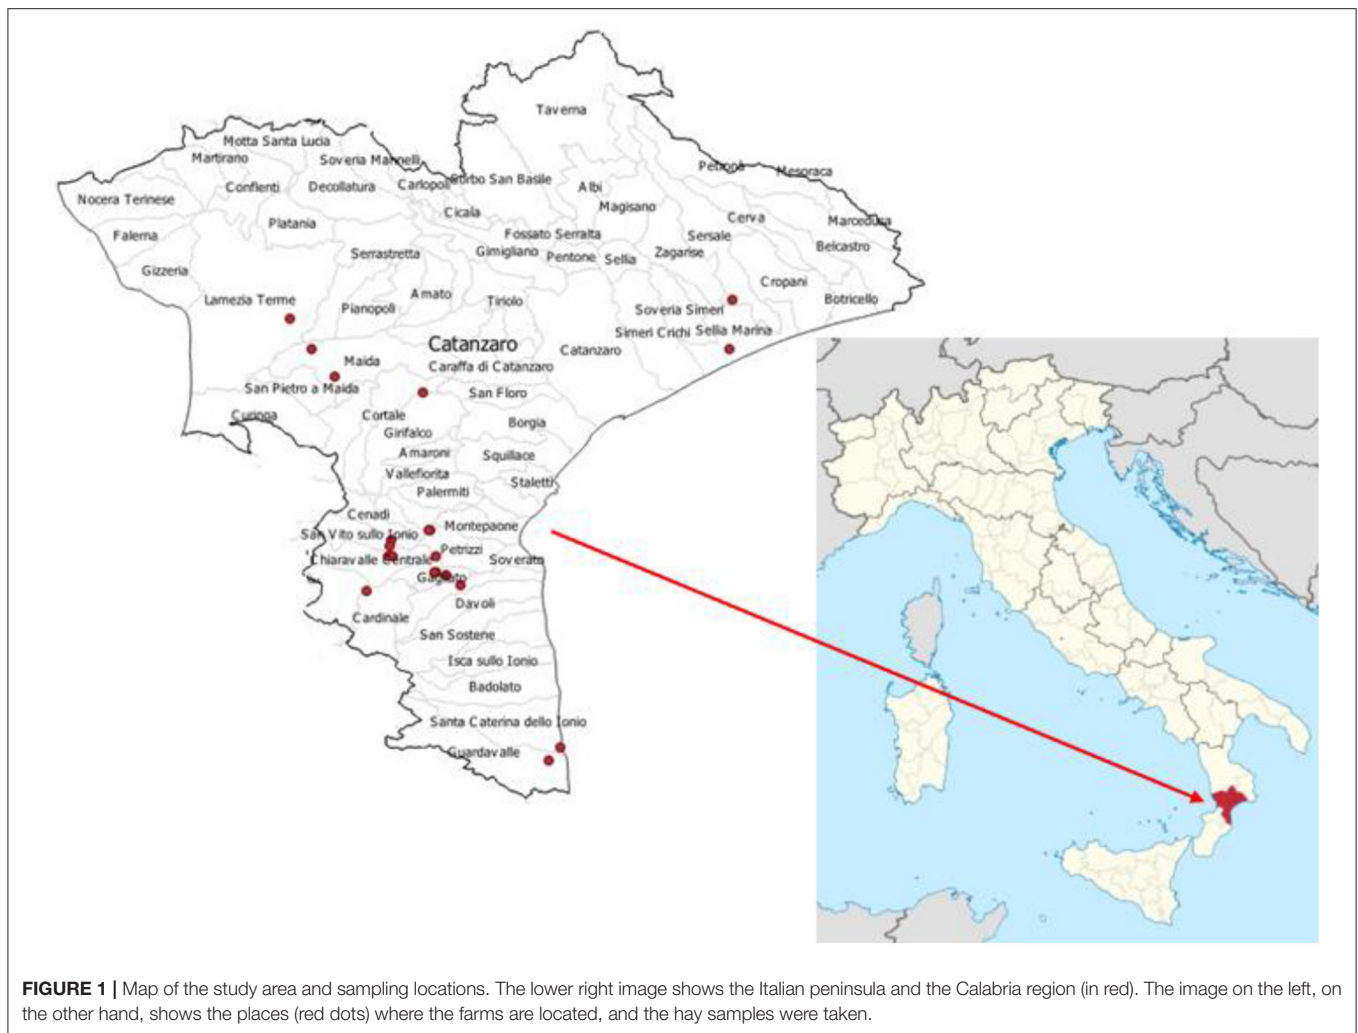 Taverna
Motta Santa Lucia
Martirano
Soveria Mannelli
Petronà
Mesoraca
Conflenti
Decollatura
Carlopoli
Sorbo San Basile
Albi
Nocera Terinese
Magisano
Cicala
Cerva
Marcedusa
Platania
Falerna
Fossato Serralta
Sersale
Belcastro
Serrastretta
Gimigliano
Pentone
Sellia
Zagarise
Gizzeria
Cropani
Lamezia Terme
Amato
Tiriolo
Botricello
Pianopoli
Soveria Simeri
Simeri Crichi
Sellia Marina
Catanzaro
Catanzaro
Maida
Caraffa di Catanzaro
San Pietro a Maida
San Floro
Curinga
Cortale
Borgia
Girifalco
Amaroni
Squillace
Vallefiorita
Staletti
Palermiti
Cenadi
Montepaone
San Vito sullo Ionio
Petrizzi
Chiaravalle Centrale
Soverato
Gagliato
Davoli
Cardinale
San Sostene
Isca sullo Ionio
Badolato
Santa Caterina dello Ionio
Guardavalle
FIGURE 1 | Map of the study area and sampling locations. The lower right image shows the Italian peninsula and the Calabria region (in red). The image on the left, on
the other hand, shows the places (red dots) where the farms are located, and the hay samples were taken.